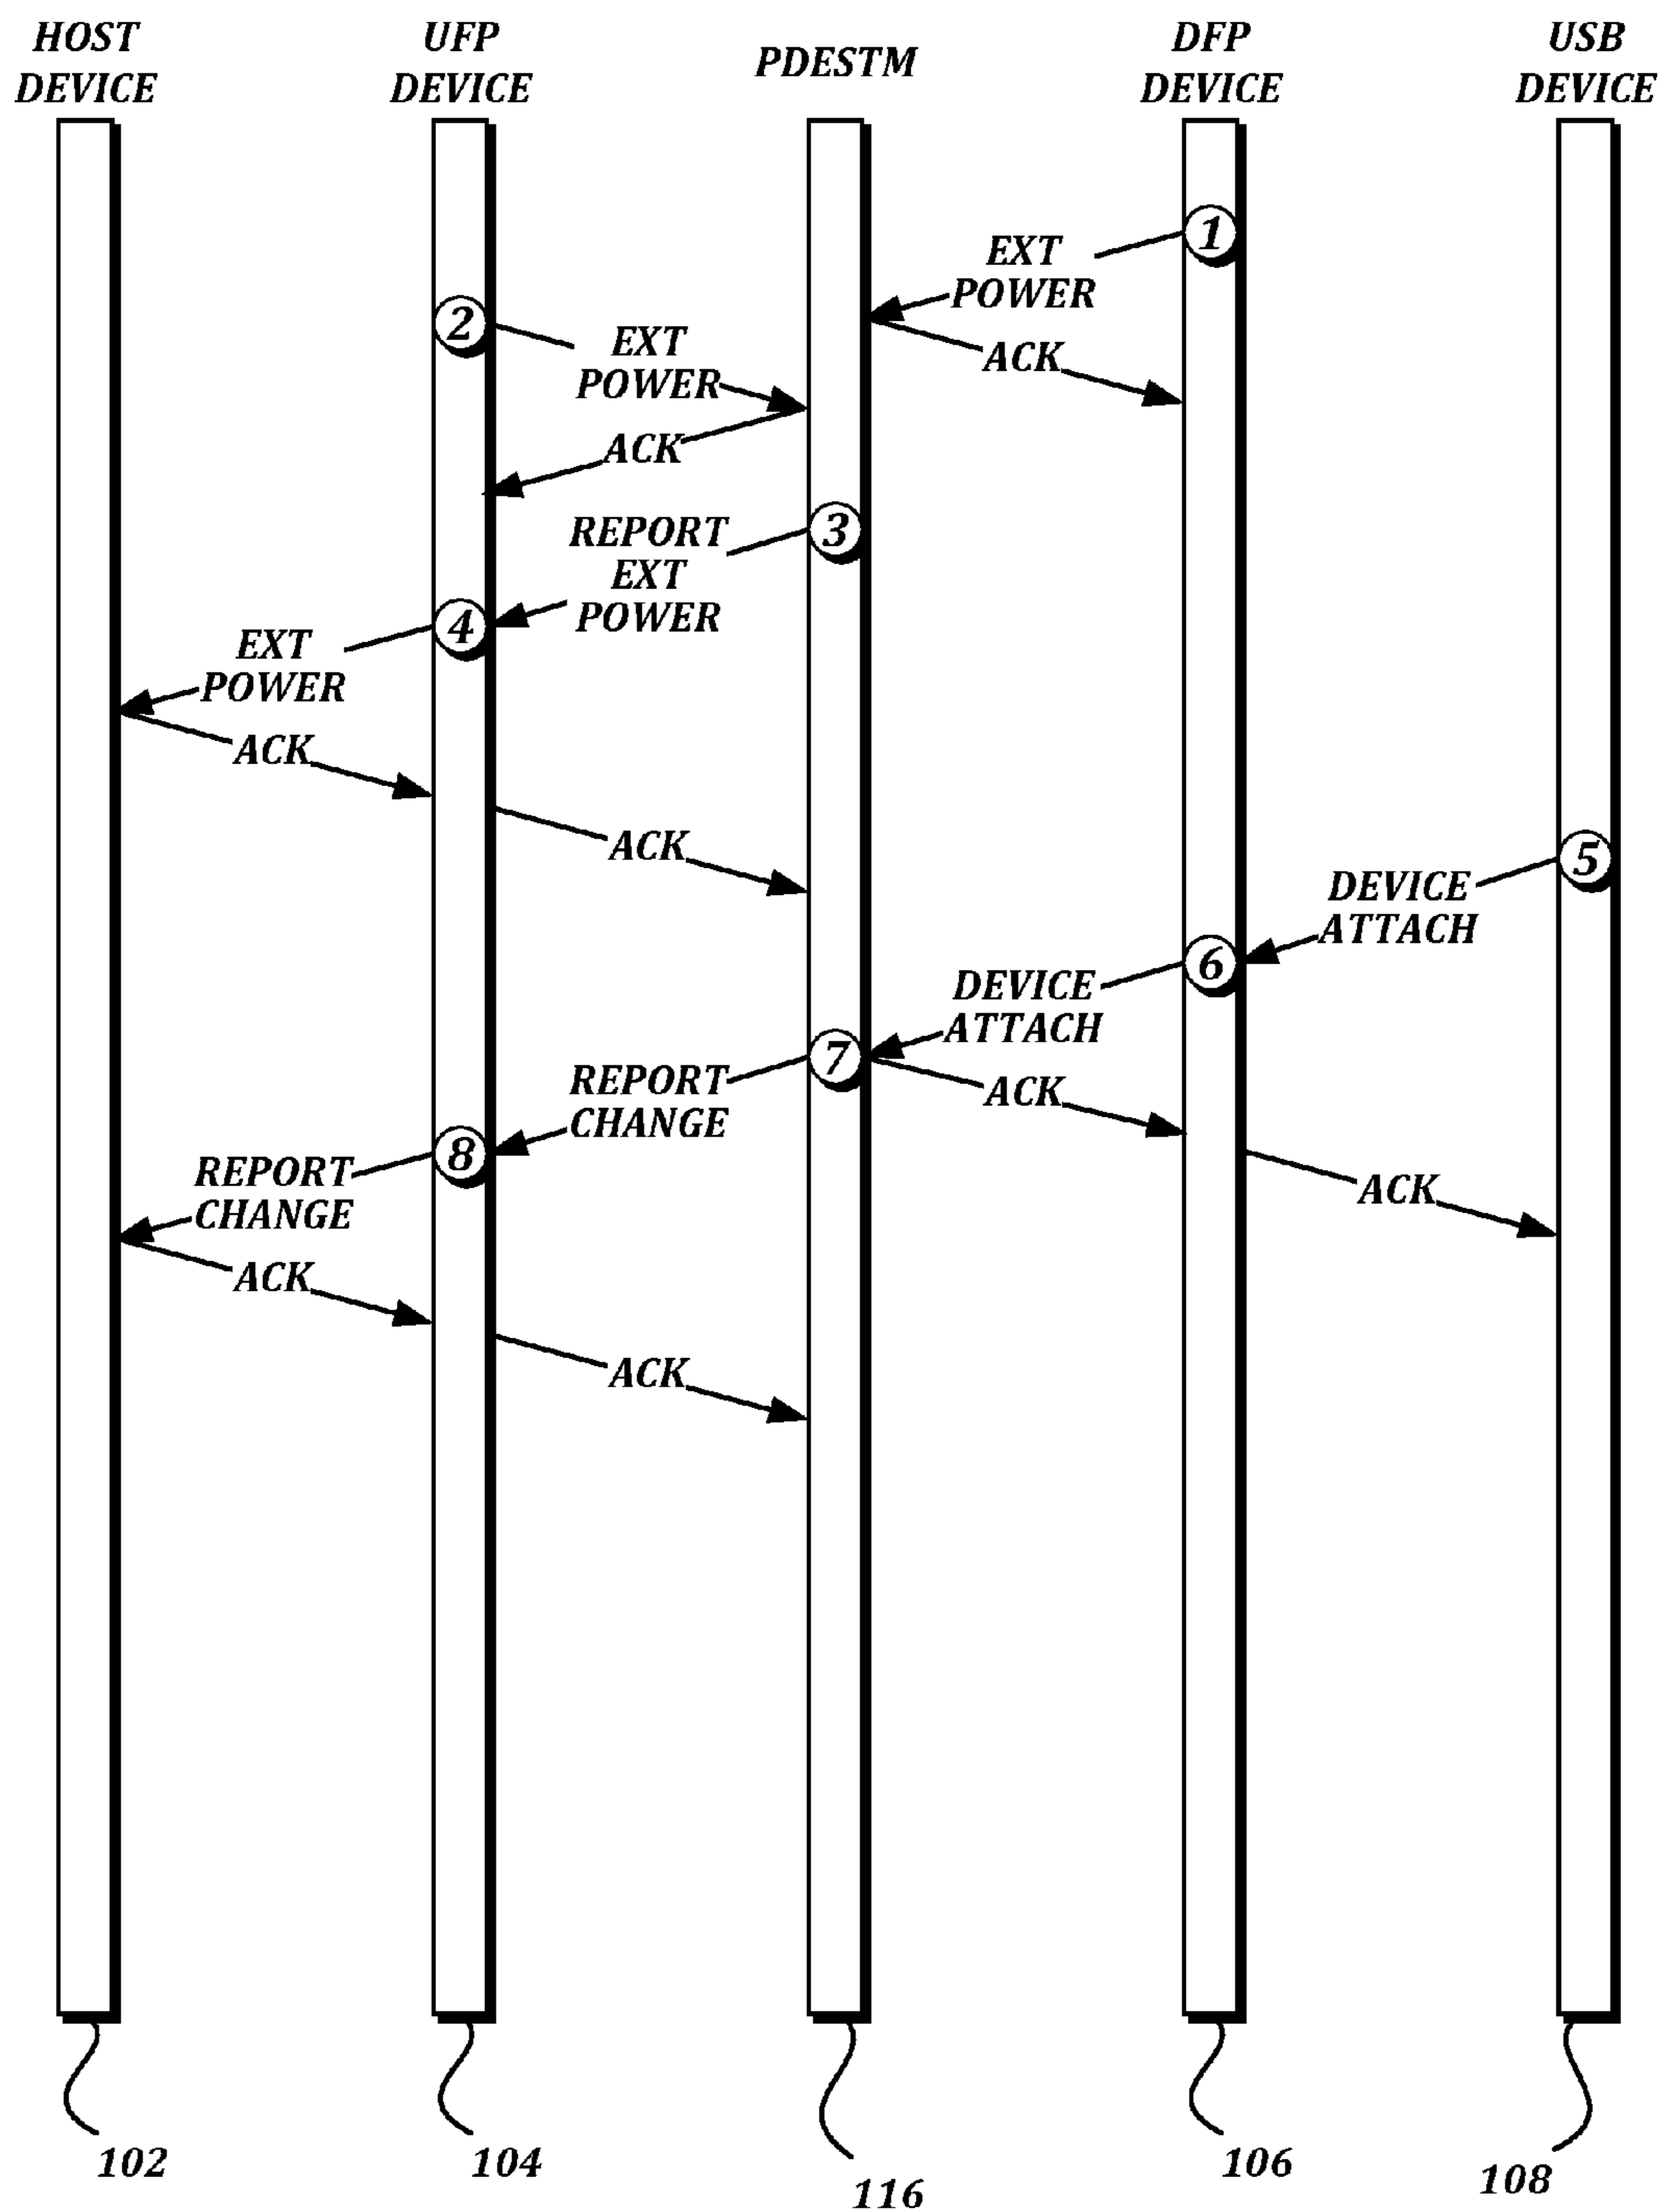 HOST
DEVICE
UFP
DEVICE
PDESTM
DFP
DEVICE
USB
DEVICE
1
EXT
POWER
2
EXT
POWER
ACK
ACK
3
REPORT
EXT
POWER
4
EXT
POWER
ACK
ACK
5
DEVICE
ATTACH
6
DEVICE
ATTACH
7
REPORT
CHANGE
ACK
8
REPORT
CHANGE
ACK
ACK
ACK
102
104
116
106
108